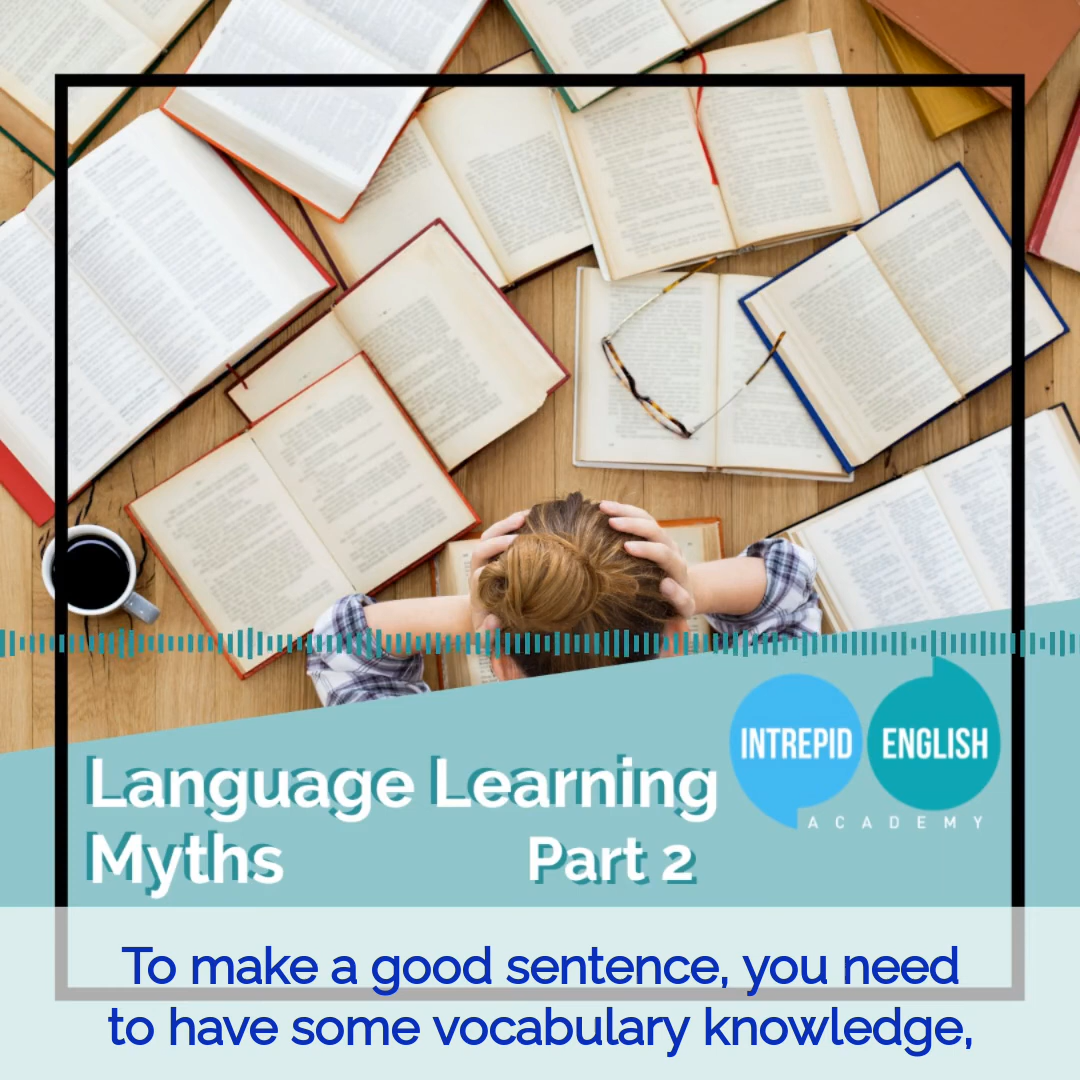 INTREPID ENGLISH
ACADEMY
Language Learning
Myths Part 2
To make a good sentence, you need
to have some vocabulary knowledge,